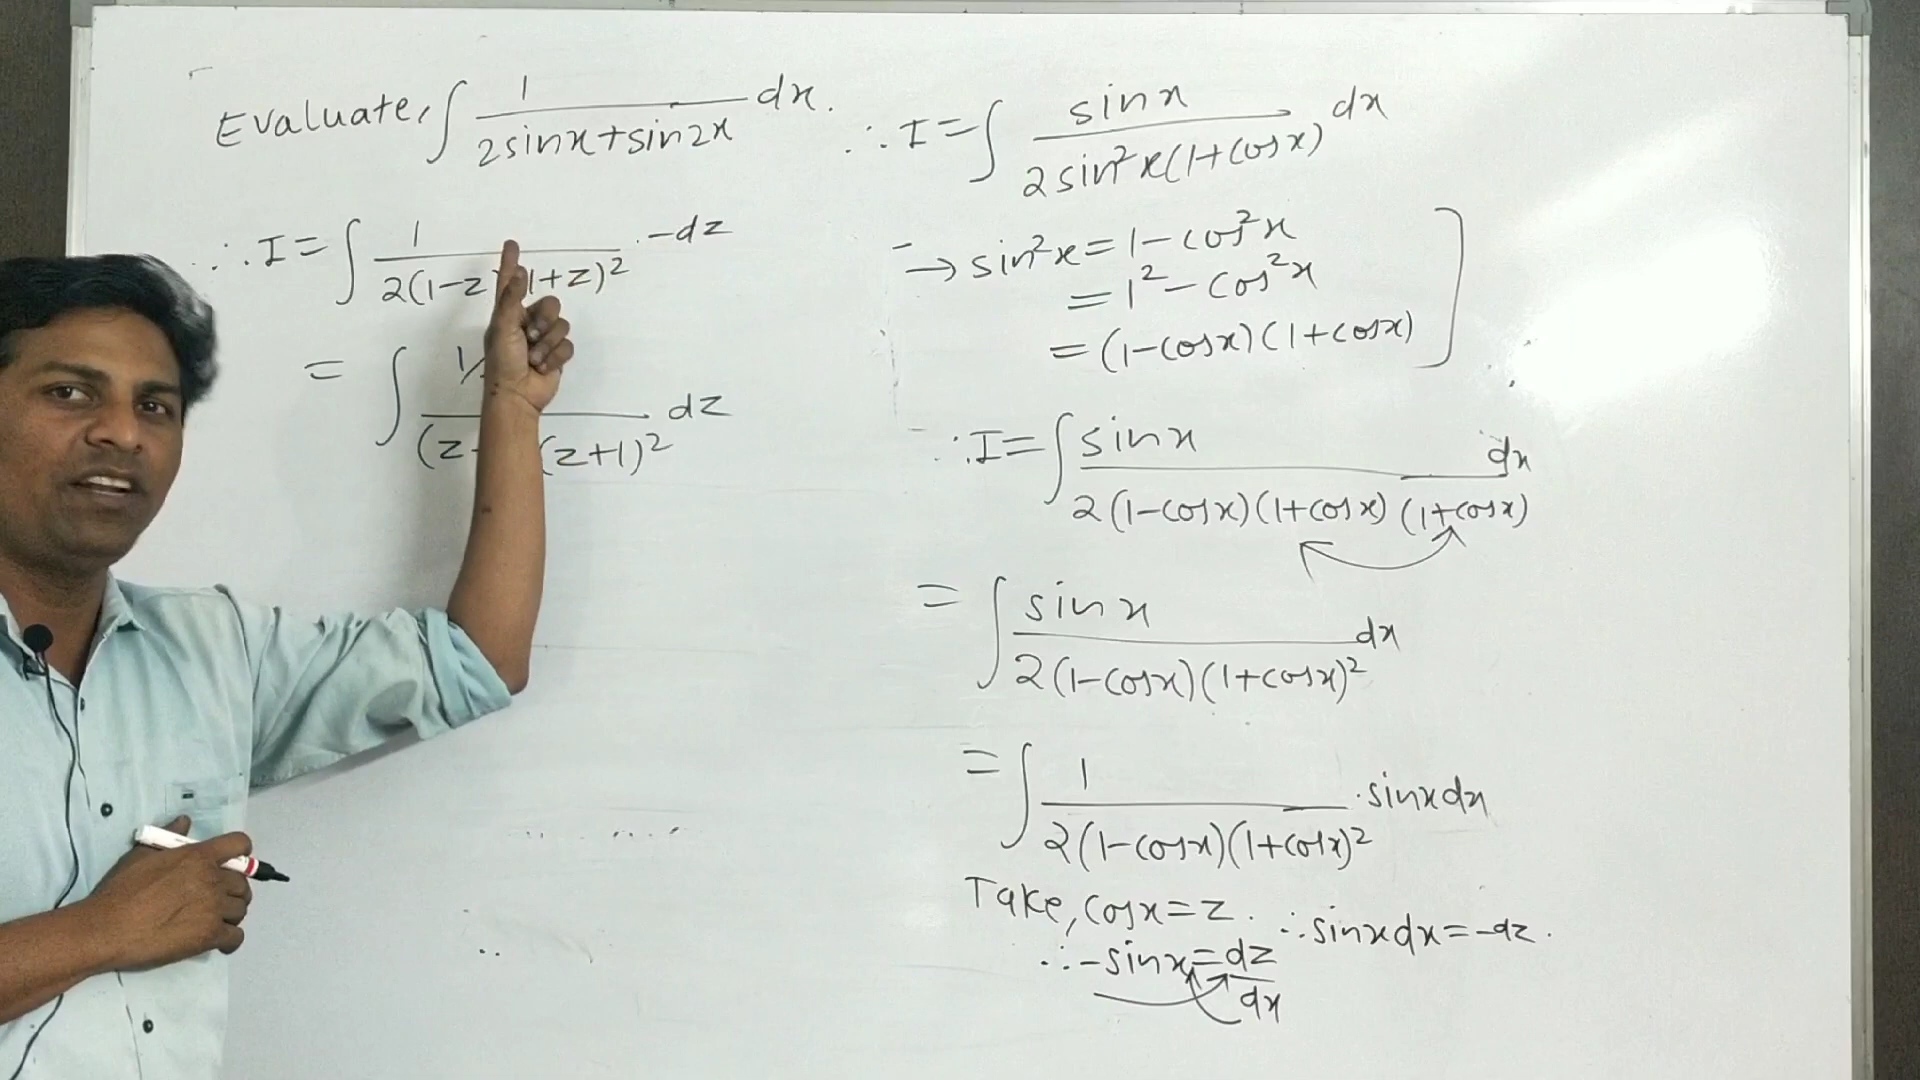 Evaluate, ∫ 1/(2sinx+sin2x) dx.
∴ I = ∫ 1/(2(1-z)(1+z)²) · -dz
= ∫ 1/ / (z (z+1)² dz
∴ I = ∫ sinx/(2sin²x(1+cosx)) dx
→ sin²x = 1-cos²x
= 1² - cos²x
= (1-cosx)(1+cosx)
∴ I = ∫ sinx/(2(1-cosx)(1+cosx)(1+cosx)) dx
= ∫ sinx/(2(1-cosx)(1+cosx)²) dx
= ∫ 1/(2(1-cosx)(1+cosx)²) · sinxdx
Take, cosx = z. ∴ sinxdx = -dz.
∴ -sinx = dz/dx